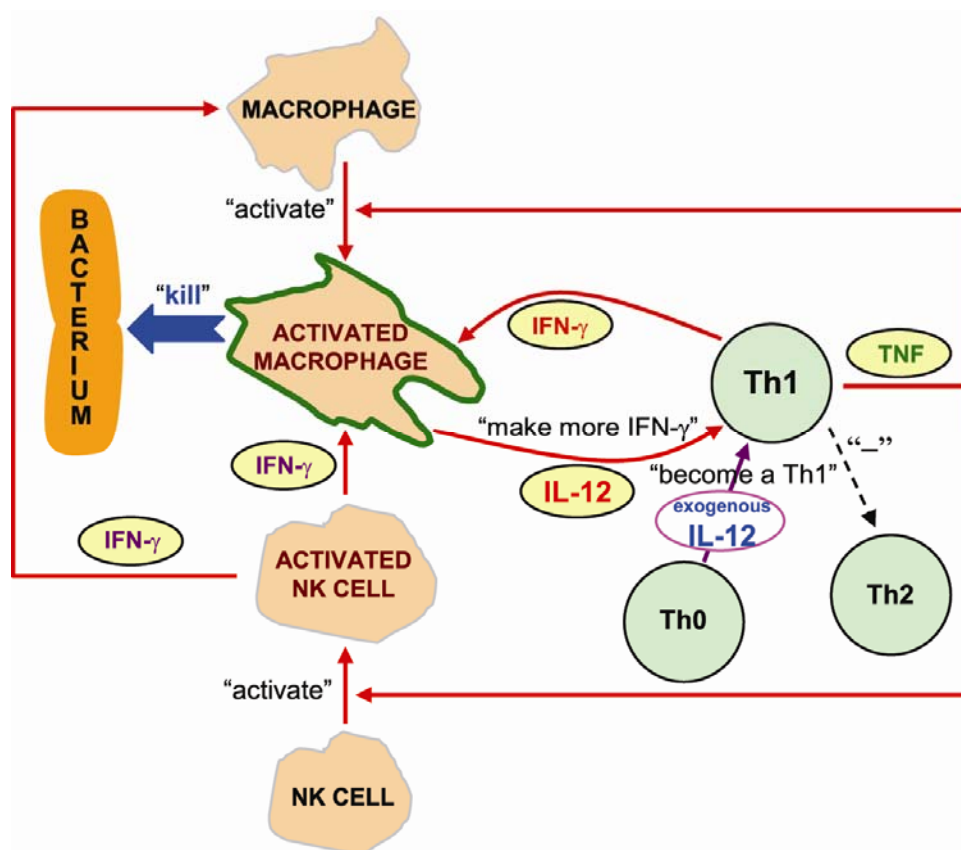 MACROPHAGE
“activate”
BACTERIUM
“kill”
ACTIVATED
MACROPHAGE
IFN-γ
Th1
TNF
“make more IFN-γ”
“–”
IL-12
“become a Th1”
IFN-γ
exogenous
IL-12
IFN-γ
ACTIVATED
NK CELL
Th0
Th2
“activate”
NK CELL